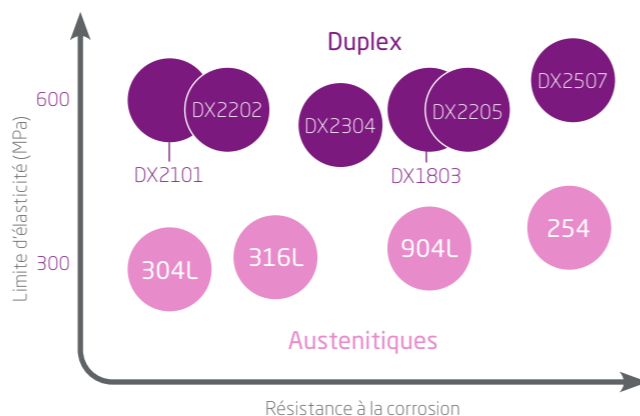 Duplex
Limite d'élasticité (MPa)
600
DX2202
DX2304
DX2205
DX2507
DX2101
DX1803
300
304L
316L
904L
254
Austenitiques
Résistance à la corrosion